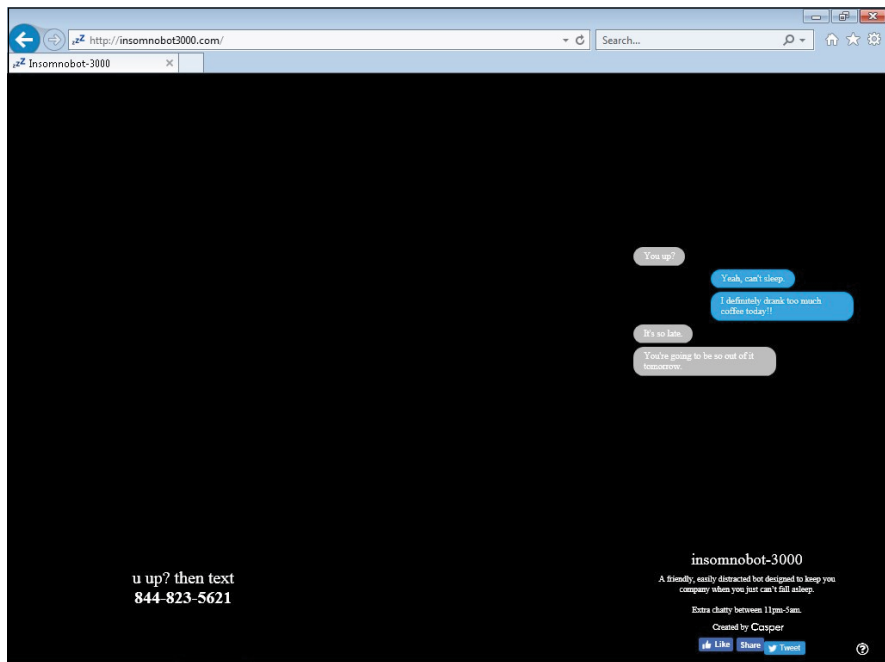 http://insomnobot3000.com/
Search...
zzZ Insomnobot-3000
You up?
Yeah, can't sleep.
I definitely drank too much
coffee today!!
It's so late.
You're going to be so out of it
tomorrow.
u up? then text
844-823-5621
insomnobot-3000
A friendly, easily distracted bot designed to keep you
company when you just can't fall asleep.
Extra chatty between 11pm-5am.
Created by Casper
Like Share Tweet
?